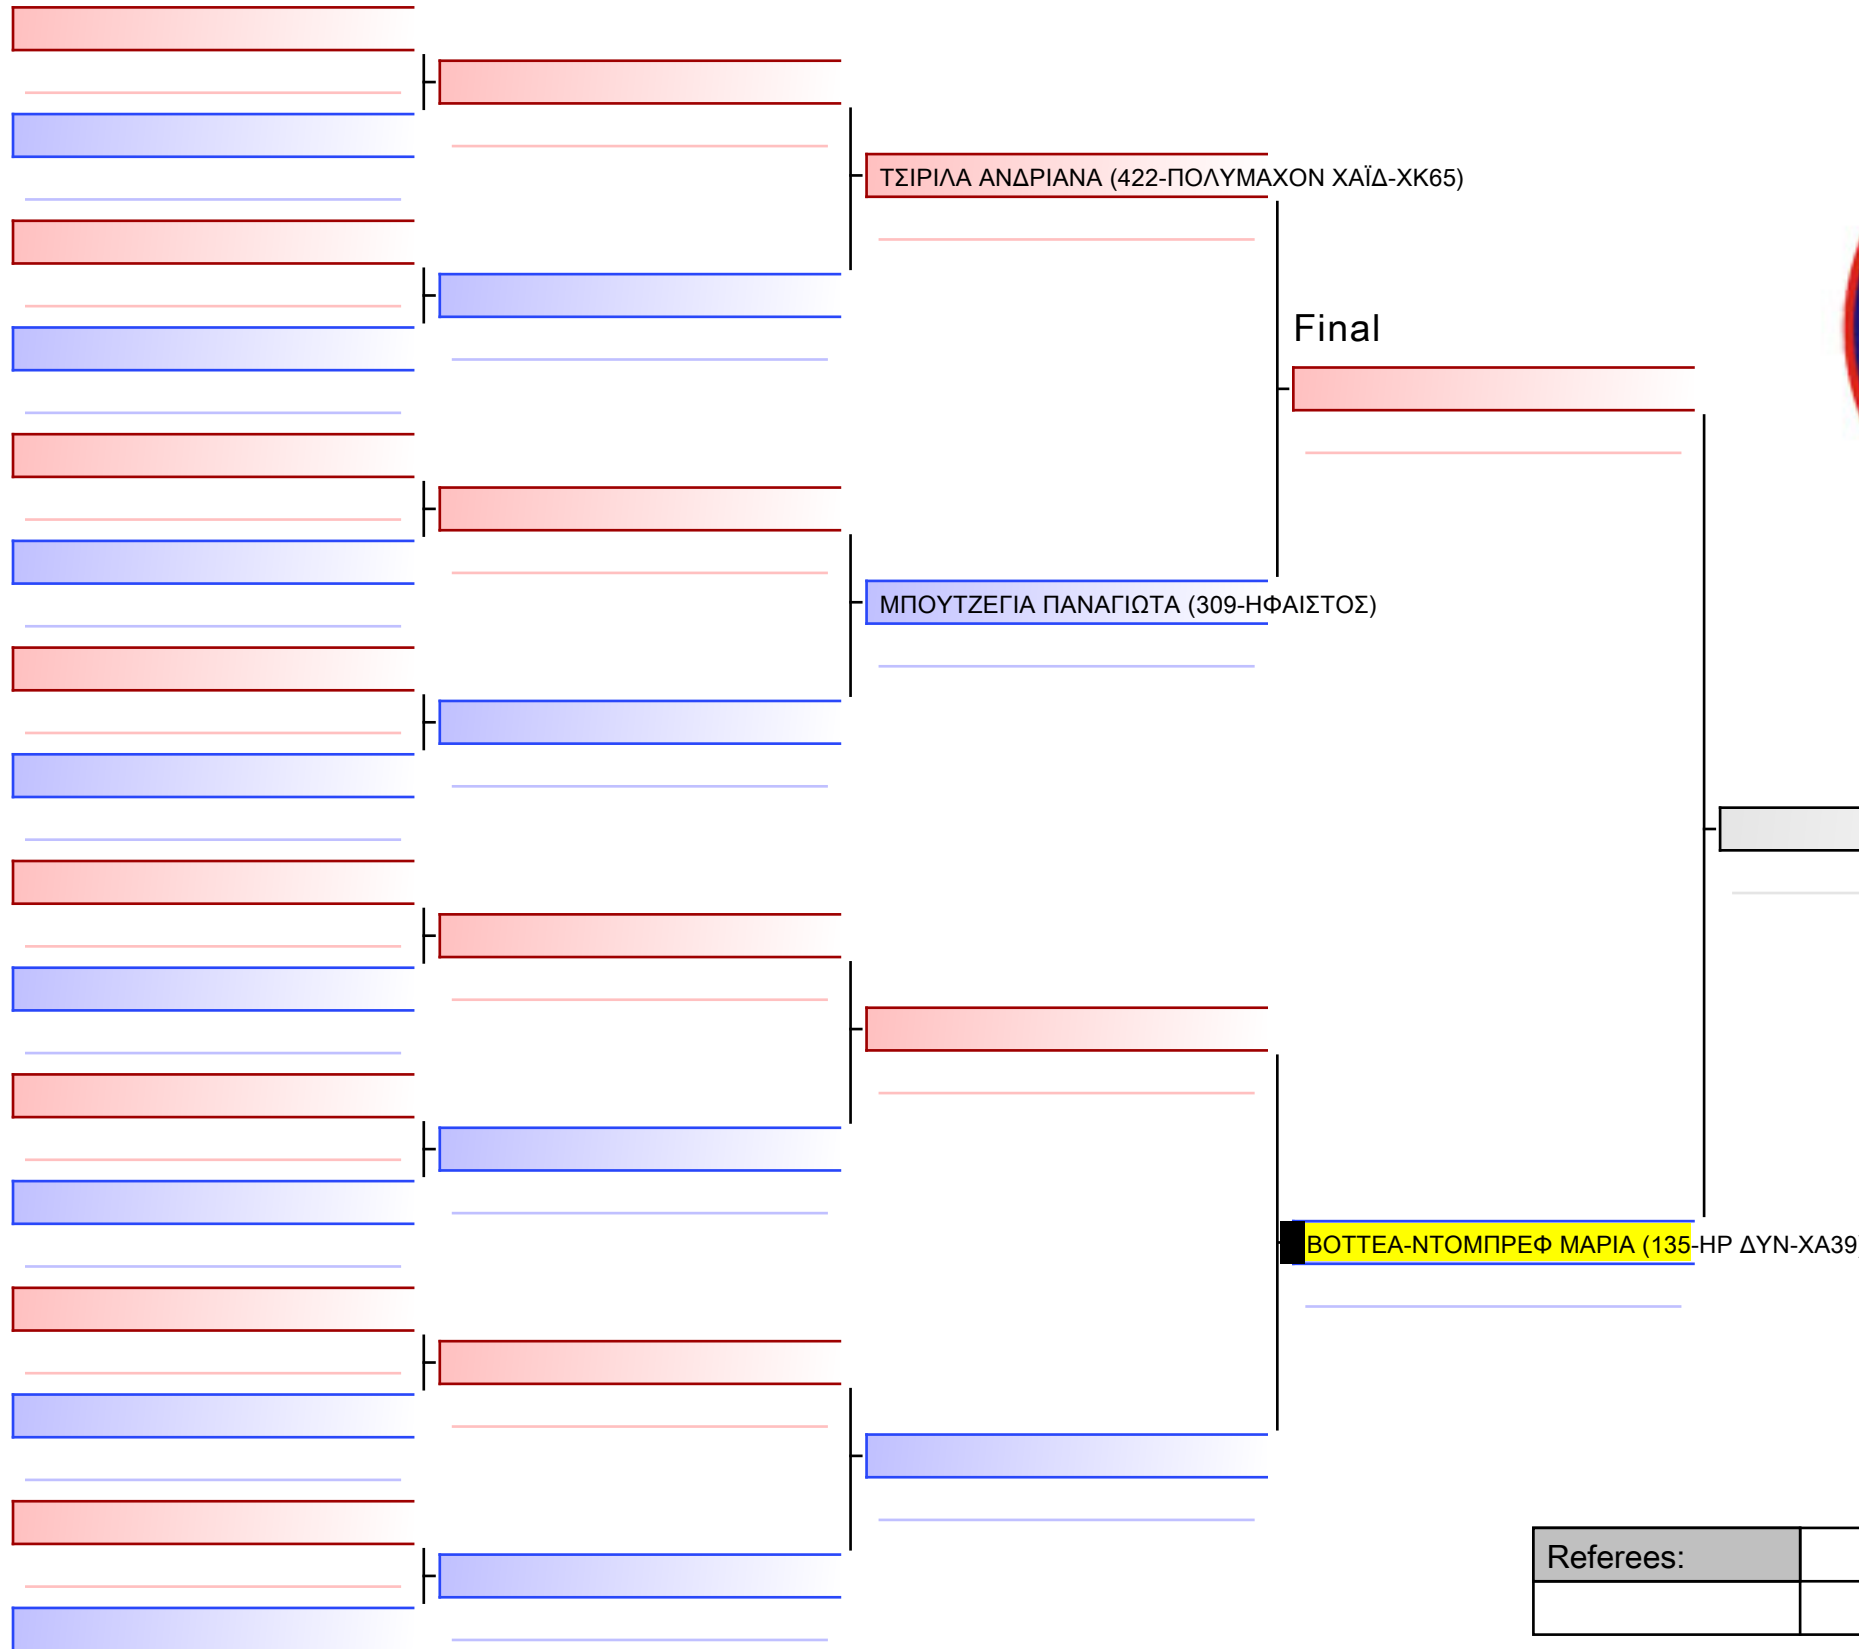 ΤΣΙΡΙΛΑ ΑΝΔΡΙΑΝΑ (422-ΠΟΛΥΜΑΧΟΝ ΧΑΪΔ-ΧΚ65)
Final
ΜΠΟΥΤΖΕΓΙΑ ΠΑΝΑΓΙΩΤΑ (309-ΗΦΑΙΣΤΟΣ)
ΒΟΤΤΕΑ-ΝΤΟΜΠΡΕΦ ΜΑΡΙΑ (135-ΗΡ ΔΥΝ-ΧΑ39)
Referees: